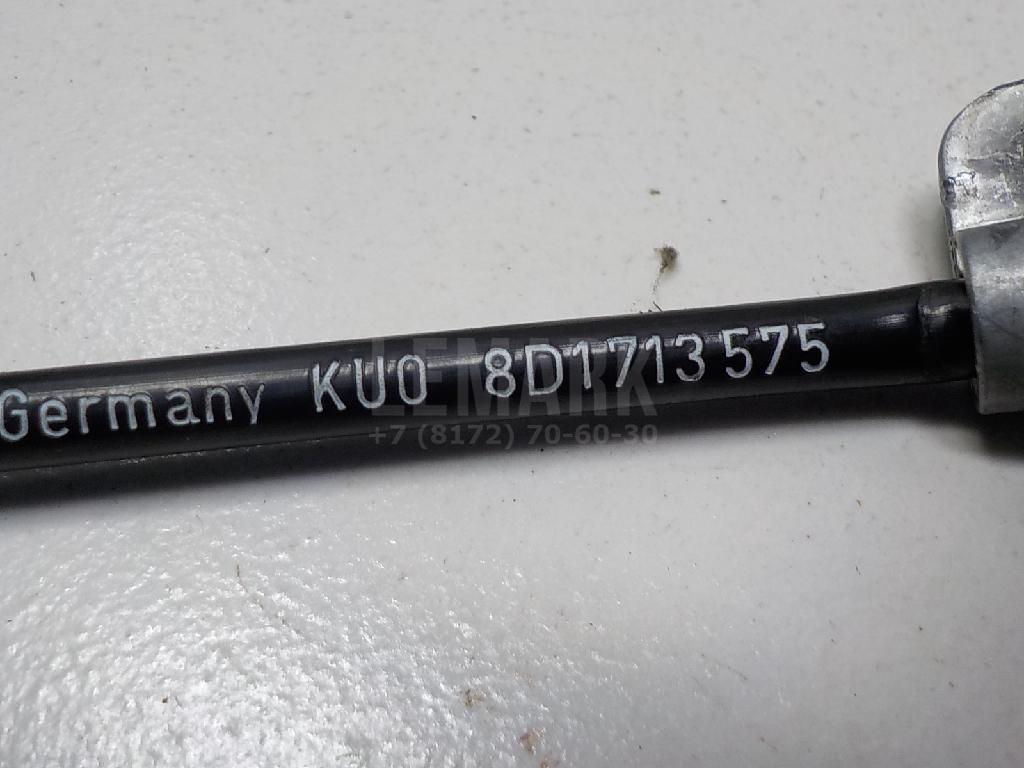 Germany KU0 8D1713575
LEMARK
+7 (8172) 70-60-30